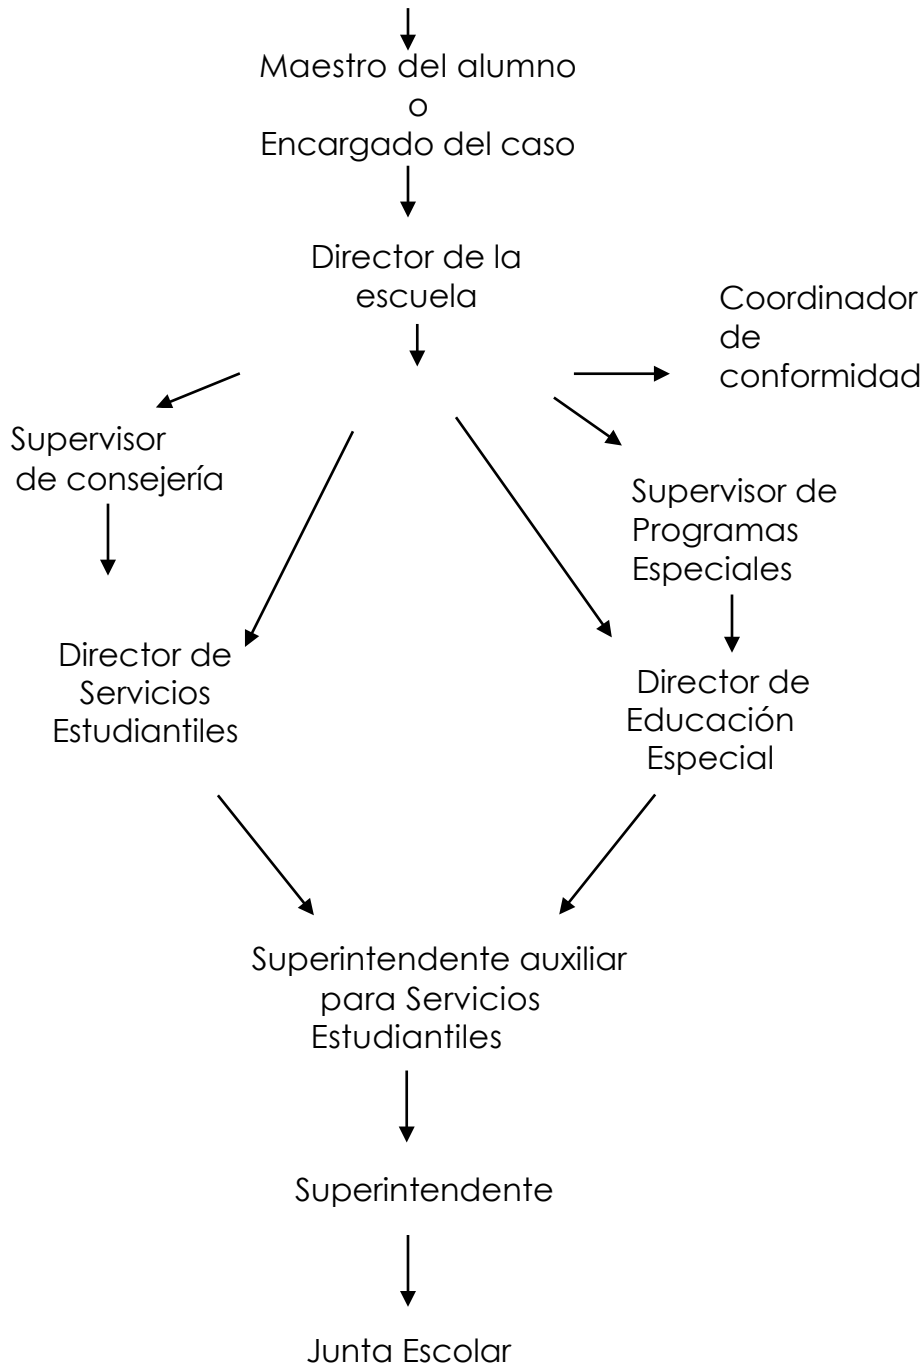 Maestro del alumno
o
Encargado del caso
Director de la
escuela
Coordinador
de
conformidad
Supervisor
de consejería
Supervisor de
Programas
Especiales
Director de
Servicios
Estudiantiles
Director de
Educación
Especial
Superintendente auxiliar
para Servicios
Estudiantiles
Superintendente
Junta Escolar